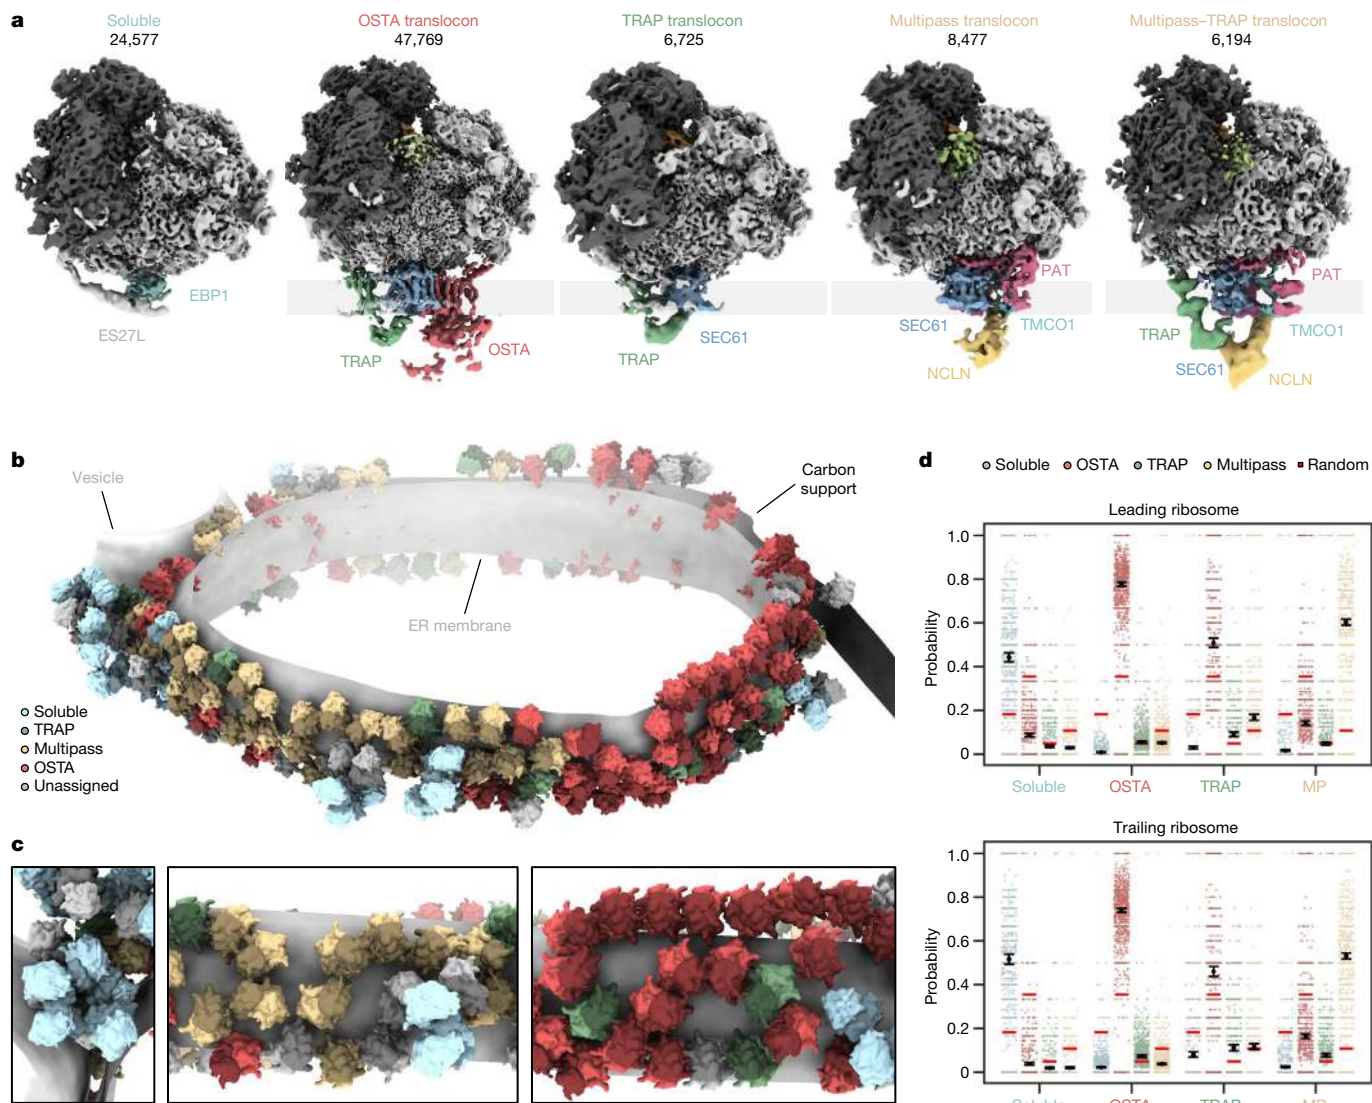 a
Soluble
24,577
OSTA translocon
47,769
TRAP translocon
6,725
Multipass translocon
8,477
Multipass–TRAP translocon
6,194
EBP1
ES27L
TRAP
OSTA
TRAP
SEC61
PAT
SEC61
TMCO1
NCLN
PAT
TRAP
TMCO1
SEC61
NCLN
b
Vesicle
Carbon
support
ER membrane
Soluble
TRAP
Multipass
OSTA
Unassigned
c
d
Soluble
OSTA
TRAP
Multipass
Random
Leading ribosome
Probability
1.0
0.8
0.6
0.4
0.2
0
Soluble
OSTA
TRAP
MP
Trailing ribosome
Probability
1.0
0.8
0.6
0.4
0.2
0
Soluble
OSTA
TRAP
MP